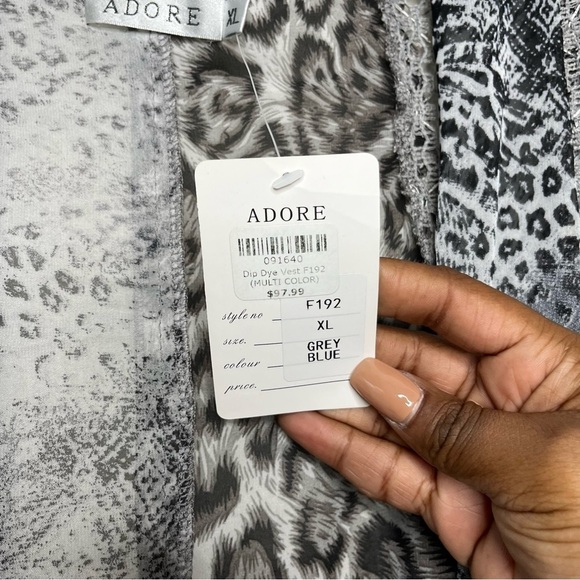 ADORE
XL
ADORE
091640
Dip Dye Vest F192
(MULTI COLOR)
$97.99
style no F192
size. XL
colour GREY
BLUE
price.